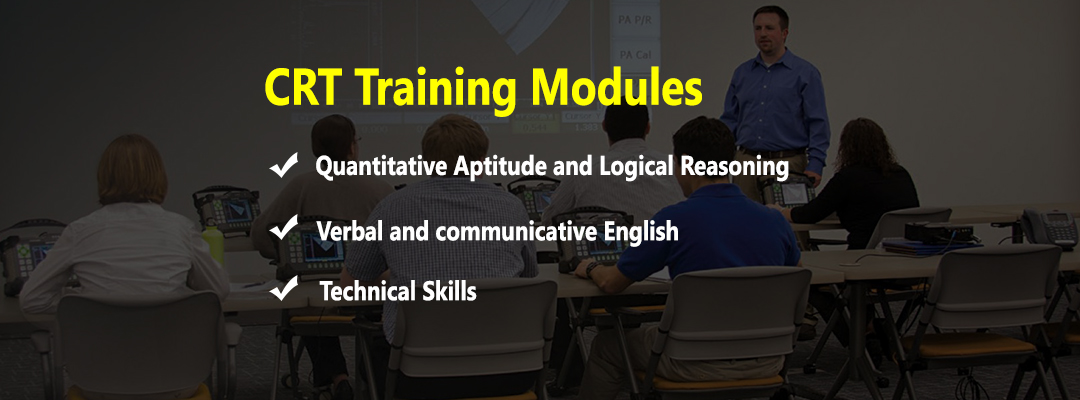 PA P/R
PA Cal
CRT Training Modules
Quantitative Aptitude and Logical Reasoning
Verbal and communicative English
Technical Skills